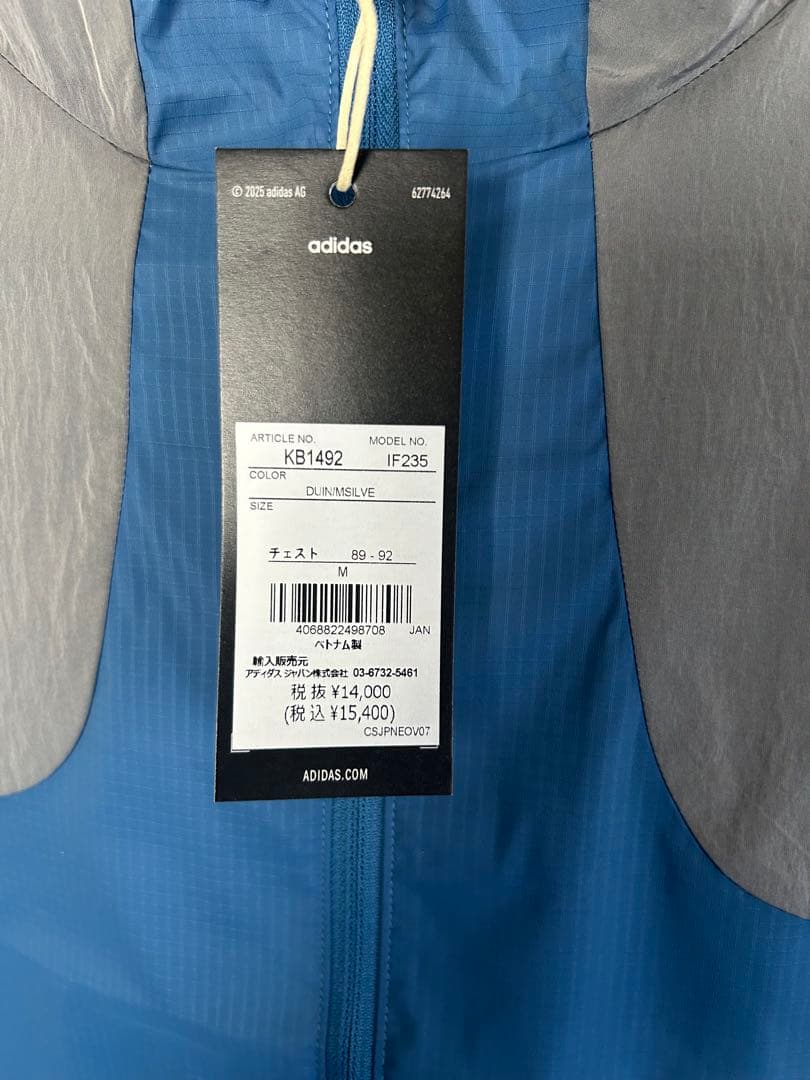 © 2025 adidas AG 62774264
adidas
ARTICLE NO. MODEL NO.
KB1492 IF235
COLOR
DUIN/MSILVE
SIZE
チェスト 89 - 92
M
4068822498708 JAN
ベトナム製
輸入販売元
アディダス ジャパン株式会社 03-6732-5461
税 抜 ¥14,000
(税 込 ¥15,400)
CSJPNEOV07
ADIDAS.COM